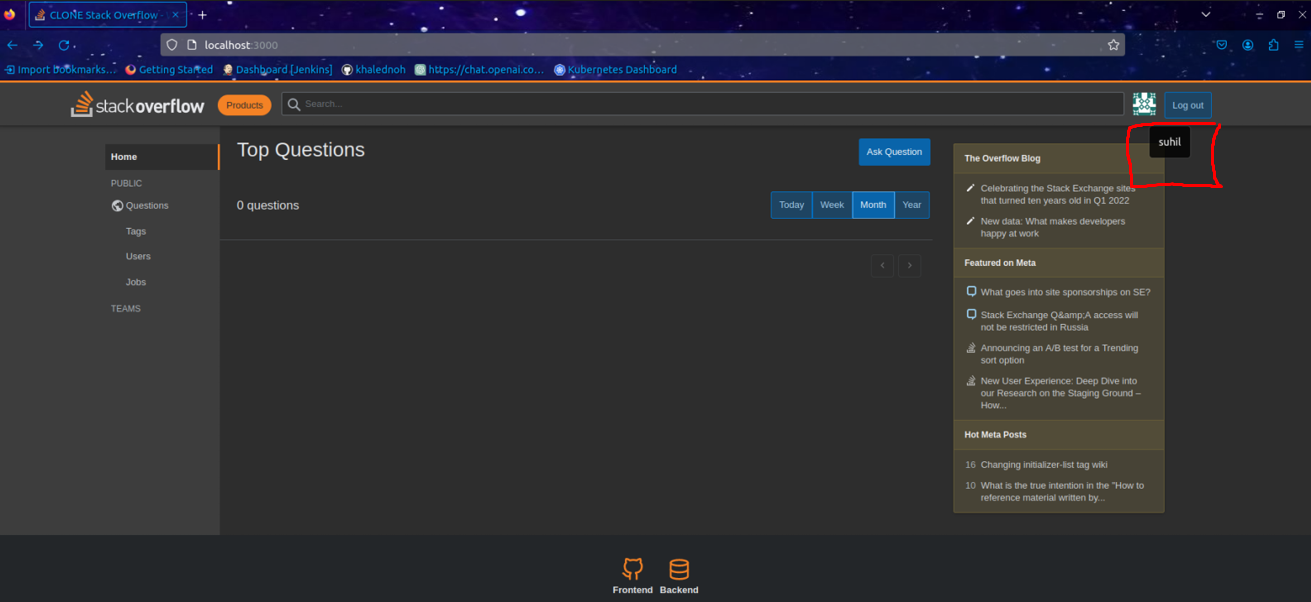 CLONE Stack Overflow
localhost:3000
Import bookmarks...
Getting Started
Dashboard [Jenkins]
khalednoh
https://chat.openai.co...
Kubernetes Dashboard
stackoverflow
Products
Search...
Log out
suhil
Home
PUBLIC
Questions
Tags
Users
Jobs
TEAMS
Top Questions
Ask Question
0 questions
Today
Week
Month
Year
The Overflow Blog
Celebrating the Stack Exchange sites
that turned ten years old in Q1 2022
New data: What makes developers
happy at work
Featured on Meta
What goes into site sponsorships on SE?
Stack Exchange Q&amp;A access will
not be restricted in Russia
Announcing an A/B test for a Trending
sort option
New User Experience: Deep Dive into
our Research on the Staging Ground –
How...
Hot Meta Posts
16 Changing initializer-list tag wiki
10 What is the true intention in the "How to
reference material written by...
Frontend
Backend